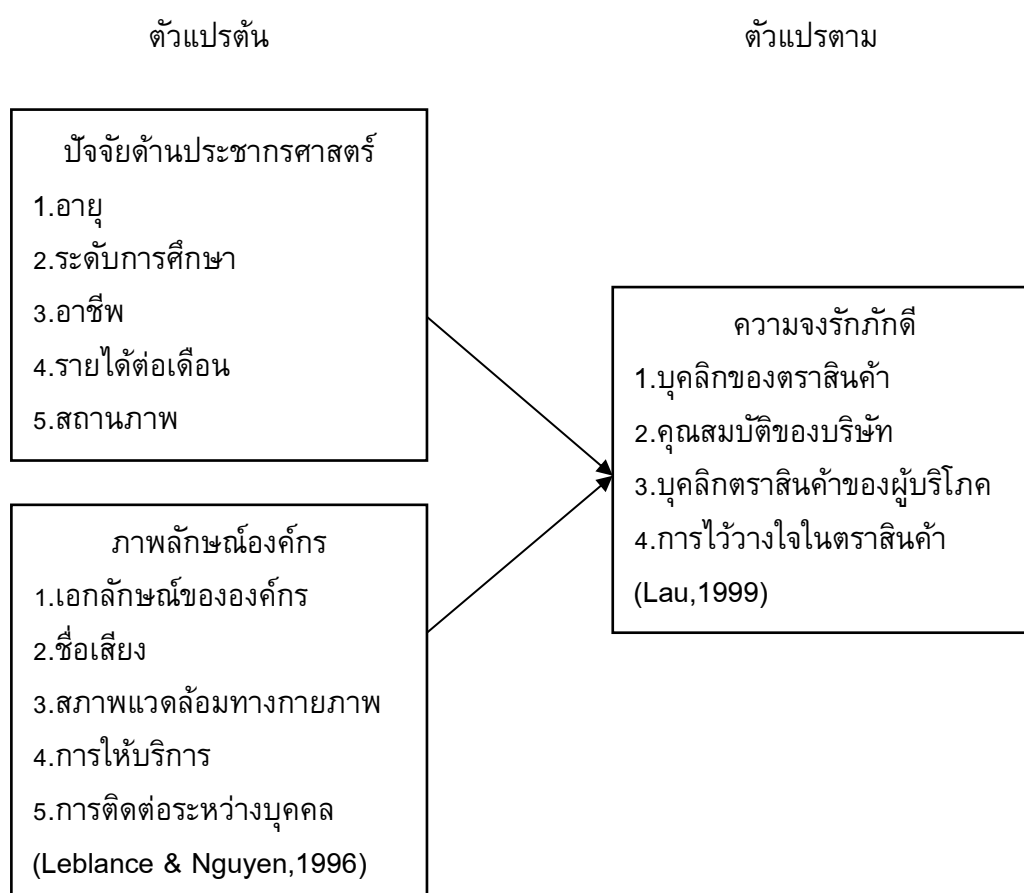 ตัวแปรต้น
ตัวแปรตาม
ปัจจัยด้านประชากรศาสตร์
1.อายุ
2.ระดับการศึกษา
3.อาชีพ
4.รายได้ต่อเดือน
5.สถานภาพ
ภาพลักษณ์องค์กร
1.เอกลักษณ์ขององค์กร
2.ชื่อเสียง
3.สภาพแวดล้อมทางกายภาพ
4.การให้บริการ
5.การติดต่อระหว่างบุคคล
(Leblance & Nguyen,1996)
ความจงรักภักดี
1.บุคลิกของตราสินค้า
2.คุณสมบัติของบริษัท
3.บุคลิกตราสินค้าของผู้บริโภค
4.การไว้วางใจในตราสินค้า
(Lau,1999)